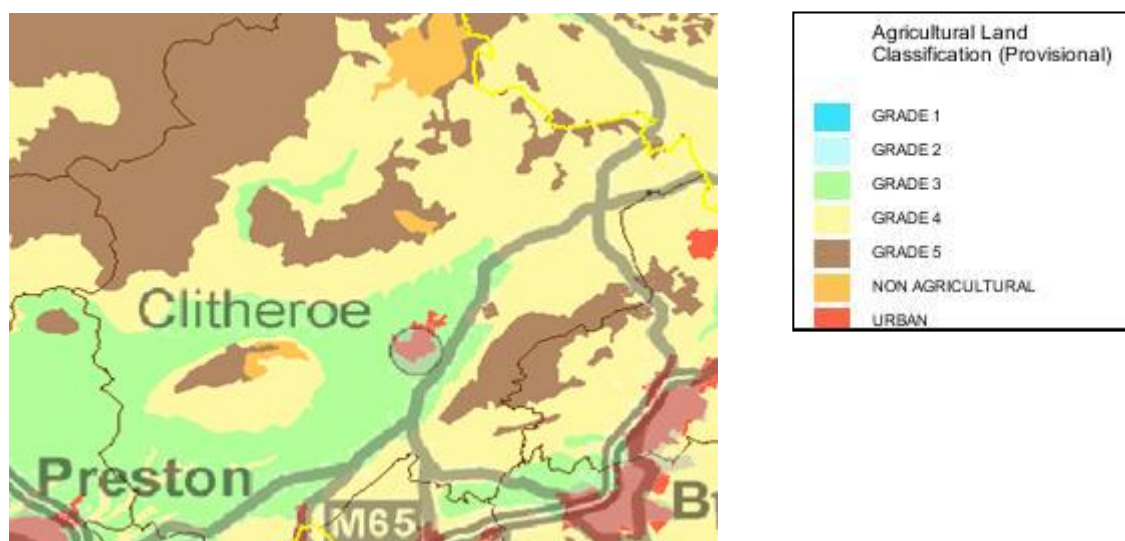 Clitheroe
Preston
M65
Agricultural Land
Classification (Provisional)
GRADE 1
GRADE 2
GRADE 3
GRADE 4
GRADE 5
NON AGRICULTURAL
URBAN